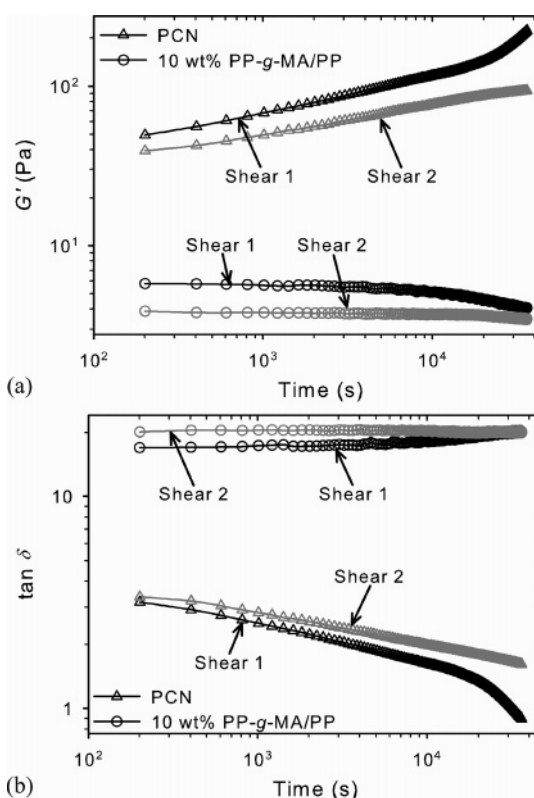 PCN
10 wt% PP-g-MA/PP
10²
Shear 1
Shear 2
G' (Pa)
Shear 1
Shear 2
10¹
10²
10³
10⁴
Time (s)
(a)
10
Shear 2
Shear 1
tan δ
Shear 2
Shear 1
PCN
10 wt% PP-g-MA/PP
1
10²
10³
10⁴
Time (s)
(b)